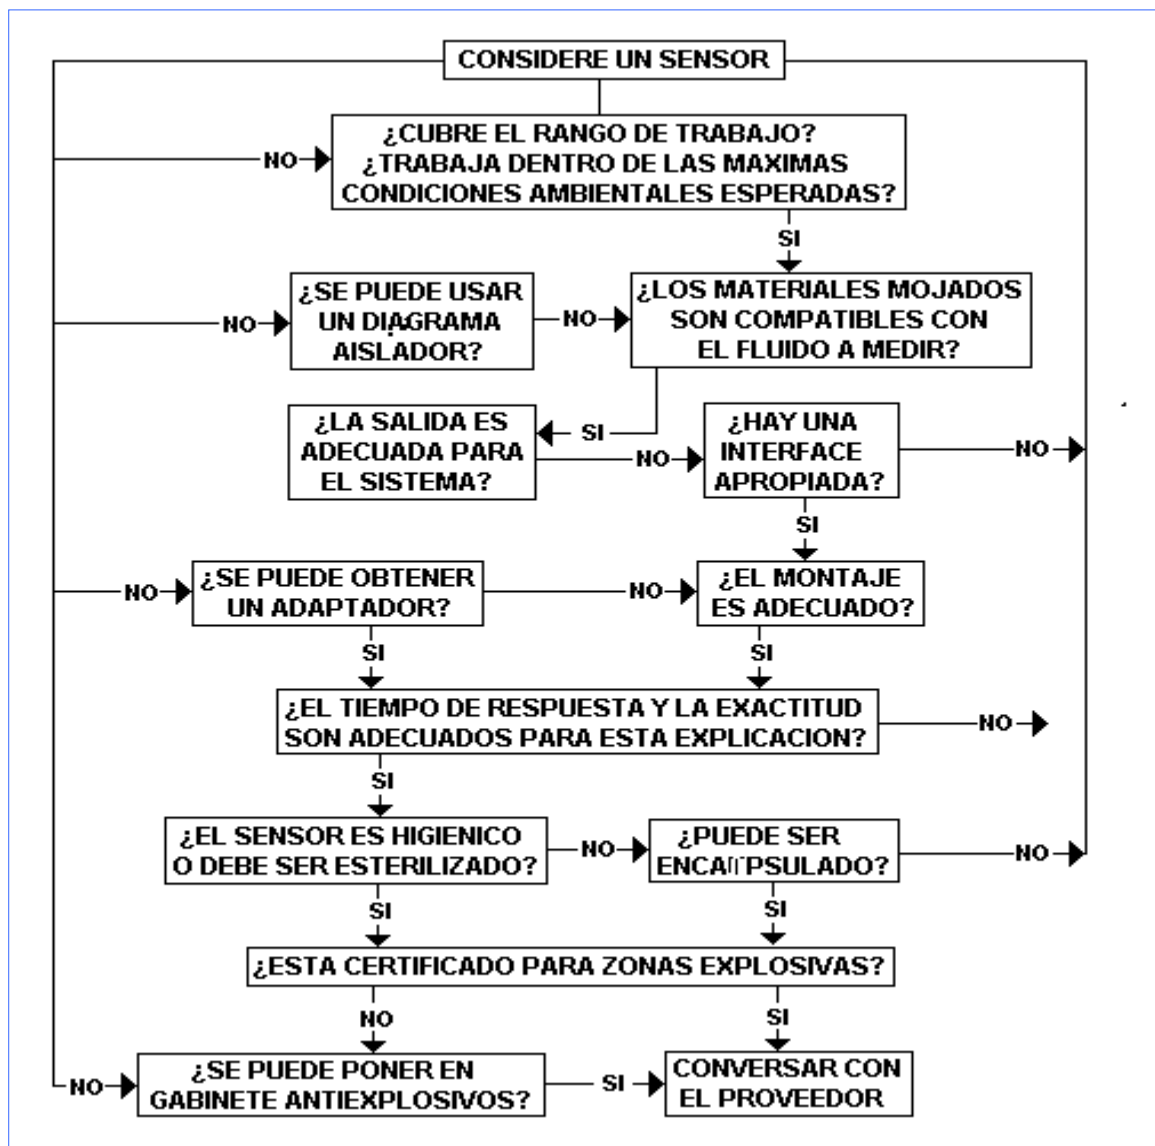 CONSIDERE UN SENSOR
¿CUBRE EL RANGO DE TRABAJO?
NO
¿TRABAJA DENTRO DE LAS MAXIMAS
CONDICIONES AMBIENTALES ESPERADAS?
SI
¿SE PUEDE USAR
UN DIAGRAMA
AISLADOR?
NO
NO
¿LOS MATERIALES MOJADOS
SON COMPATIBLES CON
EL FLUIDO A MEDIR?
¿LA SALIDA ES
ADECUADA PARA
EL SISTEMA?
SI
NO
¿HAY UNA
INTERFACE
APROPIADA?
NO
SI
NO
¿SE PUEDE OBTENER
UN ADAPTADOR?
NO
¿EL MONTAJE
ES ADECUADO?
SI
SI
¿EL TIEMPO DE RESPUESTA Y LA EXACTITUD
SON ADECUADOS PARA ESTA EXPLICACION?
NO
SI
¿EL SENSOR ES HIGIENICO
O DEBE SER ESTERILIZADO?
NO
¿PUEDE SER
NO
SI
SI
¿ESTA CERTIFICADO PARA ZONAS EXPLOSIVAS?
NO
SI
NO
¿SE PUEDE PONER EN
GABINETE ANTIEXPLOSIVOS?
SI
CONVERSAR CON
EL PROVEEDOR